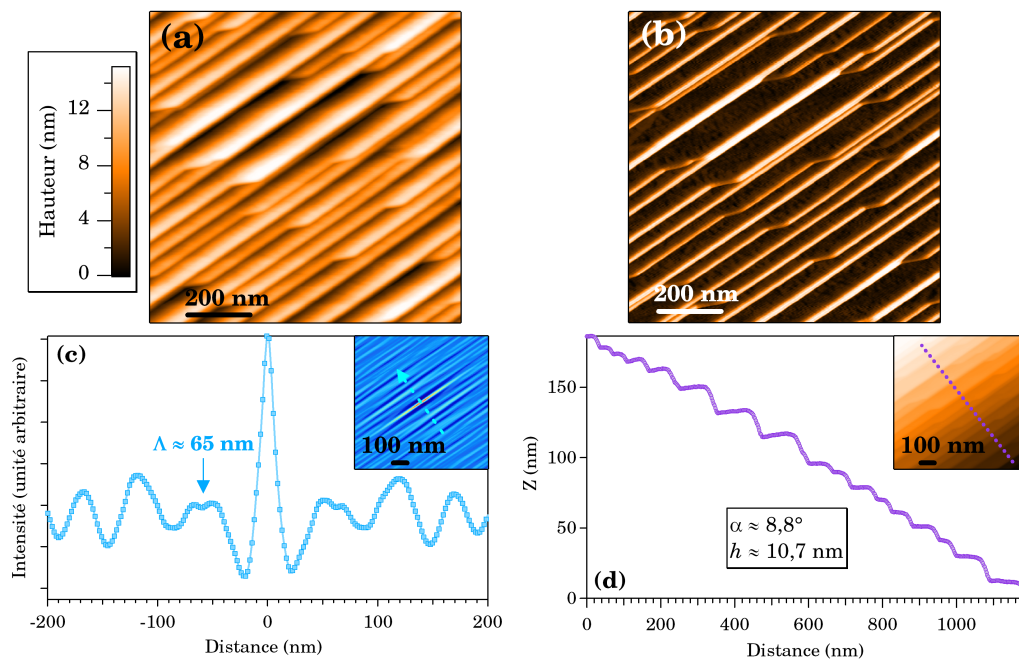 (a)
Hauteur (nm)
12
8
4
0
200 nm
(b)
200 nm
(c)
Intensité (unité arbitraire)
Λ ≈ 65 nm
100 nm
-200
-100
0
100
200
Distance (nm)
Z (nm)
150
100
50
0
100 nm
α ≈ 8,8°
h ≈ 10,7 nm
(d)
0
200
400
600
800
1000
Distance (nm)